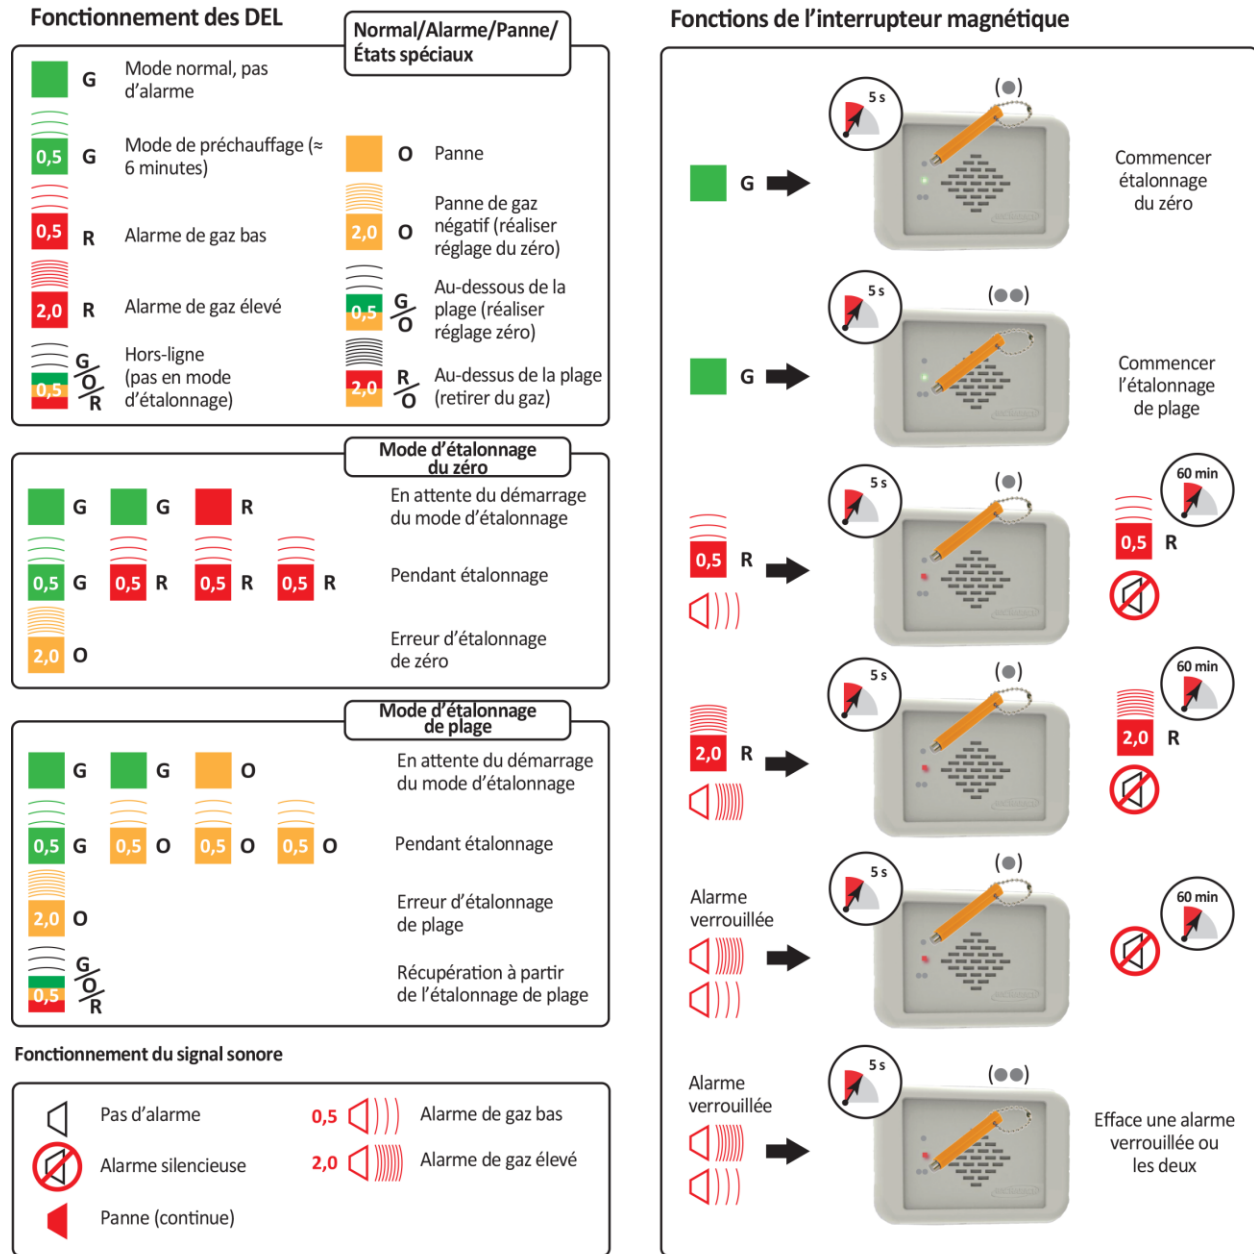 Fonctionnement des DEL
Normal/Alarme/Panne/
États spéciaux
G
Mode normal, pas
d'alarme
0,5
G
Mode de préchauffage (≈
6 minutes)
0,5
R
Alarme de gaz bas
2,0
R
Alarme de gaz élevé
0,5
G/O/R
Hors-ligne
(pas en mode
d'étalonnage)
O
Panne
2,0
O
Panne de gaz
négatif (réaliser
réglage du zéro)
0,5
G/O
Au-dessous de la
plage (réaliser
réglage zéro)
2,0
R/O
Au-dessus de la plage
(retirer du gaz)
Mode d'étalonnage
du zéro
G G R
En attente du démarrage
du mode d'étalonnage
0,5 G 0,5 R 0,5 R 0,5 R
Pendant étalonnage
2,0 O
Erreur d'étalonnage
de zéro
Mode d'étalonnage
de plage
G G O
En attente du démarrage
du mode d'étalonnage
0,5 G 0,5 O 0,5 O 0,5 O
Pendant étalonnage
2,0 O
Erreur d'étalonnage
de plage
0,5 G/O/R
Récupération à partir
de l'étalonnage de plage
Fonctionnement du signal sonore
Pas d'alarme
Alarme silencieuse
Panne (continue)
0,5 Alarme de gaz bas
2,0 Alarme de gaz élevé
Fonctions de l'interrupteur magnétique
G
5 s
Commencer
étalonnage
du zéro
G
5 s
Commencer
l'étalonnage
de plage
0,5 R
5 s
60 min
0,5 R
2,0 R
5 s
60 min
2,0 R
Alarme
verrouillée
5 s
60 min
Alarme
verrouillée
5 s
Efface une alarme
verrouillée ou
les deux